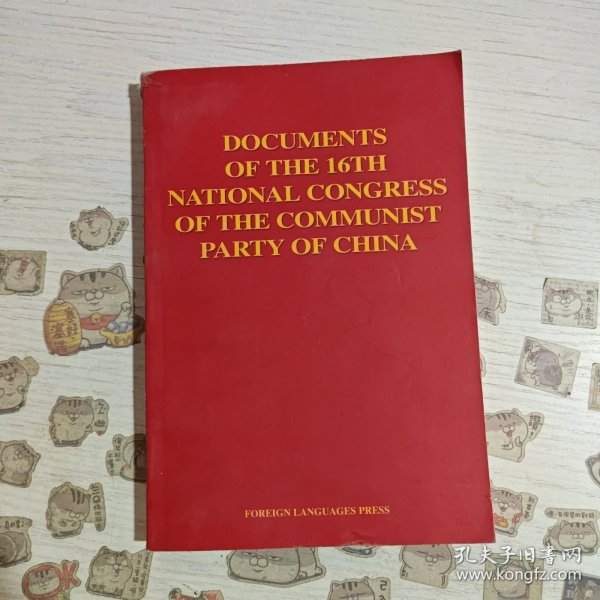 DOCUMENTS
OF THE 16TH
NATIONAL CONGRESS
OF THE COMMUNIST
PARTY OF CHINA
FOREIGN LANGUAGES PRESS
孔夫子旧书网
www.kongfz.com